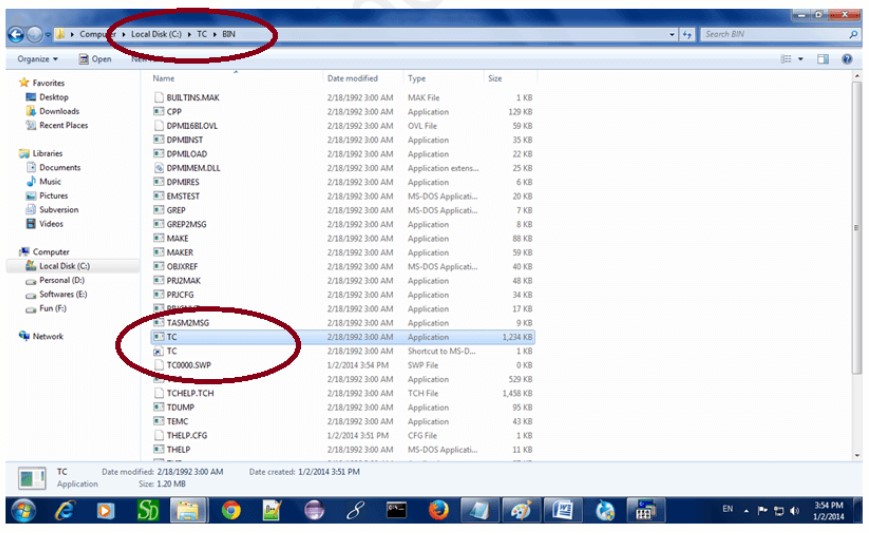 Computer ▸ Local Disk (C:) ▸ TC ▸ BIN
Search BIN
Organize Open
Name Date modified Type Size
Favorites
Desktop
Downloads
Recent Places
Libraries
Documents
Music
Pictures
Subversion
Videos
Computer
Local Disk (C:)
Personal (D:)
Softwares (E:)
Fun (F:)
Network
BUILTINS.MAK 2/18/1992 3:00 AM MAK File 1 KB
CPP 2/18/1992 3:00 AM Application 129 KB
DPMI16BI.OVL 2/18/1992 3:00 AM OVL File 59 KB
DPMIINST 2/18/1992 3:00 AM Application 35 KB
DPMILOAD 2/18/1992 3:00 AM Application 22 KB
DPMIMEM.DLL 2/18/1992 3:00 AM Application extens... 25 KB
DPMIRES 2/18/1992 3:00 AM Application 6 KB
EMSTEST 2/18/1992 3:00 AM MS-DOS Applicati... 20 KB
GREP 2/18/1992 3:00 AM MS-DOS Applicati... 7 KB
GREP2MSG 2/18/1992 3:00 AM Application 8 KB
MAKE 2/18/1992 3:00 AM Application 88 KB
MAKER 2/18/1992 3:00 AM Application 59 KB
OBJXREF 2/18/1992 3:00 AM MS-DOS Applicati... 40 KB
PRJ2MAK 2/18/1992 3:00 AM Application 48 KB
PRJCFG 2/18/1992 3:00 AM Application 34 KB
2/18/1992 3:00 AM Application 17 KB
TASM2MSG 2/18/1992 3:00 AM Application 9 KB
TC 2/18/1992 3:00 AM Application 1,234 KB
TC 2/18/1992 3:00 AM Shortcut to MS-D... 1 KB
TC0000.SWP 1/2/2014 3:54 PM SWP File 0 KB
2/18/1992 3:00 AM Application 529 KB
TCHELP.TCH 2/18/1992 3:00 AM TCH File 1,458 KB
TDUMP 2/18/1992 3:00 AM Application 95 KB
TEMC 2/18/1992 3:00 AM Application 43 KB
THELP.CFG 1/2/2014 3:51 PM CFG File 1 KB
THELP 2/18/1992 3:00 AM MS-DOS Applicati... 11 KB
TC Date modified: 2/18/1992 3:00 AM Date created: 1/2/2014 3:51 PM
Application Size: 1.20 MB
EN 3:54 PM
1/2/2014